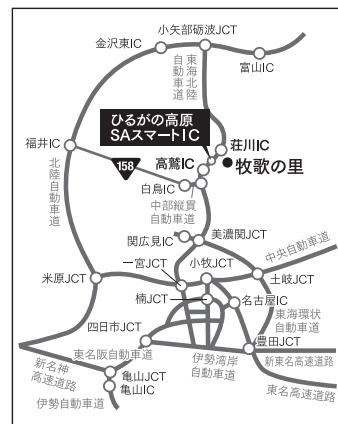 小矢部砺波JCT
金沢東IC
富山IC
東海北陸
自動車道
ひるがの高原
SAスマートIC
荘川IC
福井IC
158
高鷲IC
牧歌の里
北陸自動車道
白鳥IC
中部縦貫
自動車道
関広見IC
美濃関JCT
中央自動車道
一宮JCT
小牧JCT
米原JCT
土岐JCT
楠JCT
名古屋IC
東海環状
自動車道
四日市JCT
豊田JCT
新名神
高速道路
東名阪自動車道
伊勢湾岸
自動車道
新東名高速道路
亀山JCT
亀山IC
東名高速道路
伊勢自動車道